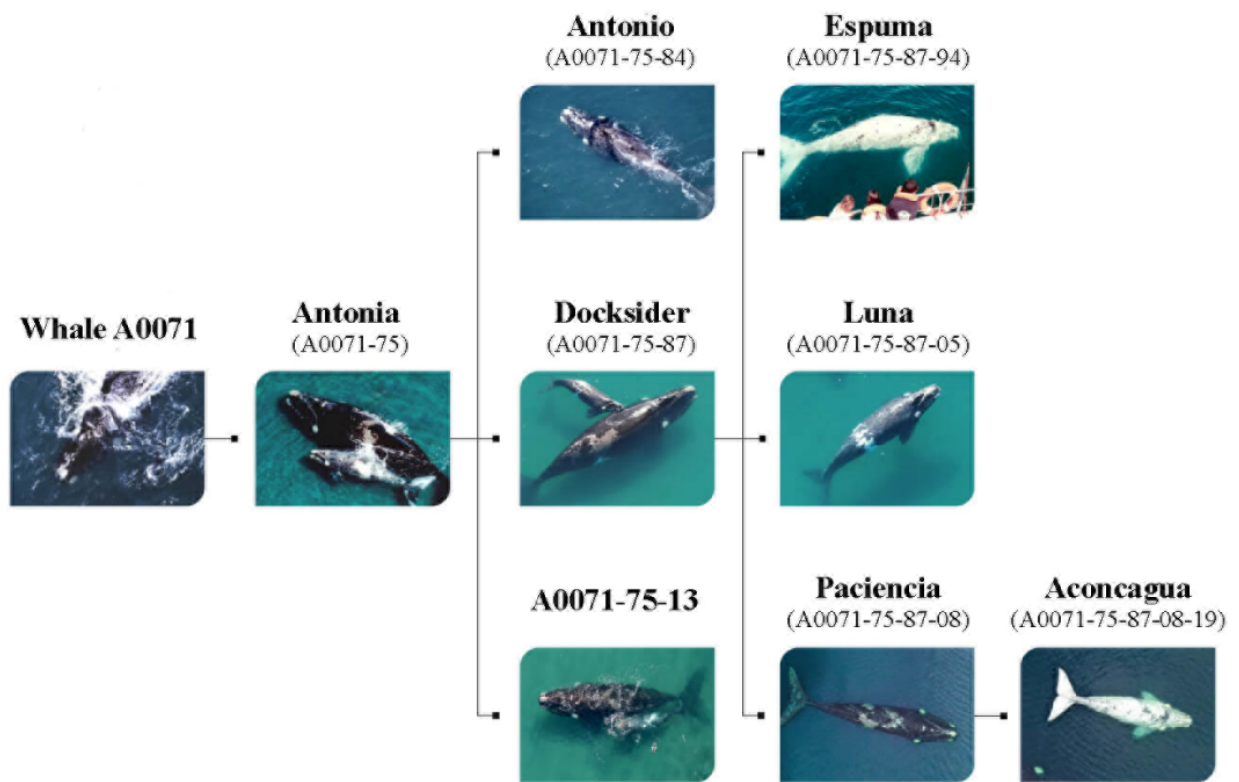 Antonio
(A0071-75-84)
Espuma
(A0071-75-87-94)
Whale A0071
Antonia
(A0071-75)
Docksider
(A0071-75-87)
Luna
(A0071-75-87-05)
A0071-75-13
Paciencia
(A0071-75-87-08)
Aconcagua
(A0071-75-87-08-19)